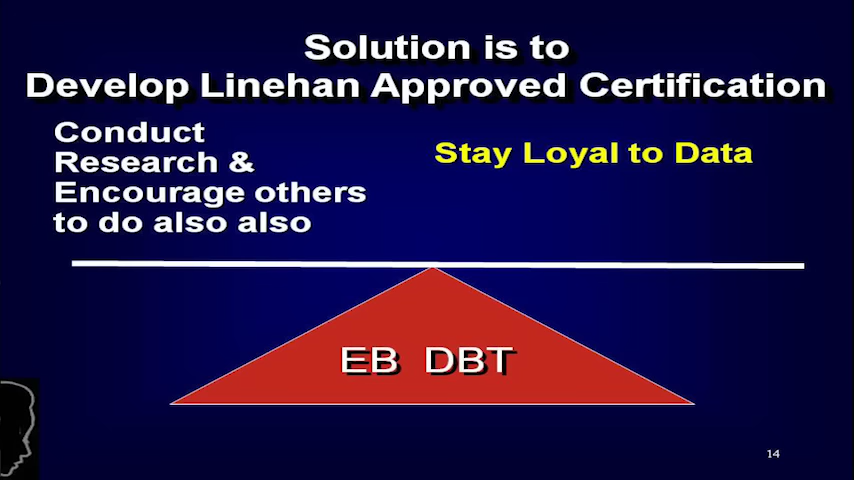 Solution is to
Develop Linehan Approved Certification
Conduct
Research &
Encourage others
to do also also
Stay Loyal to Data
EB DBT
14